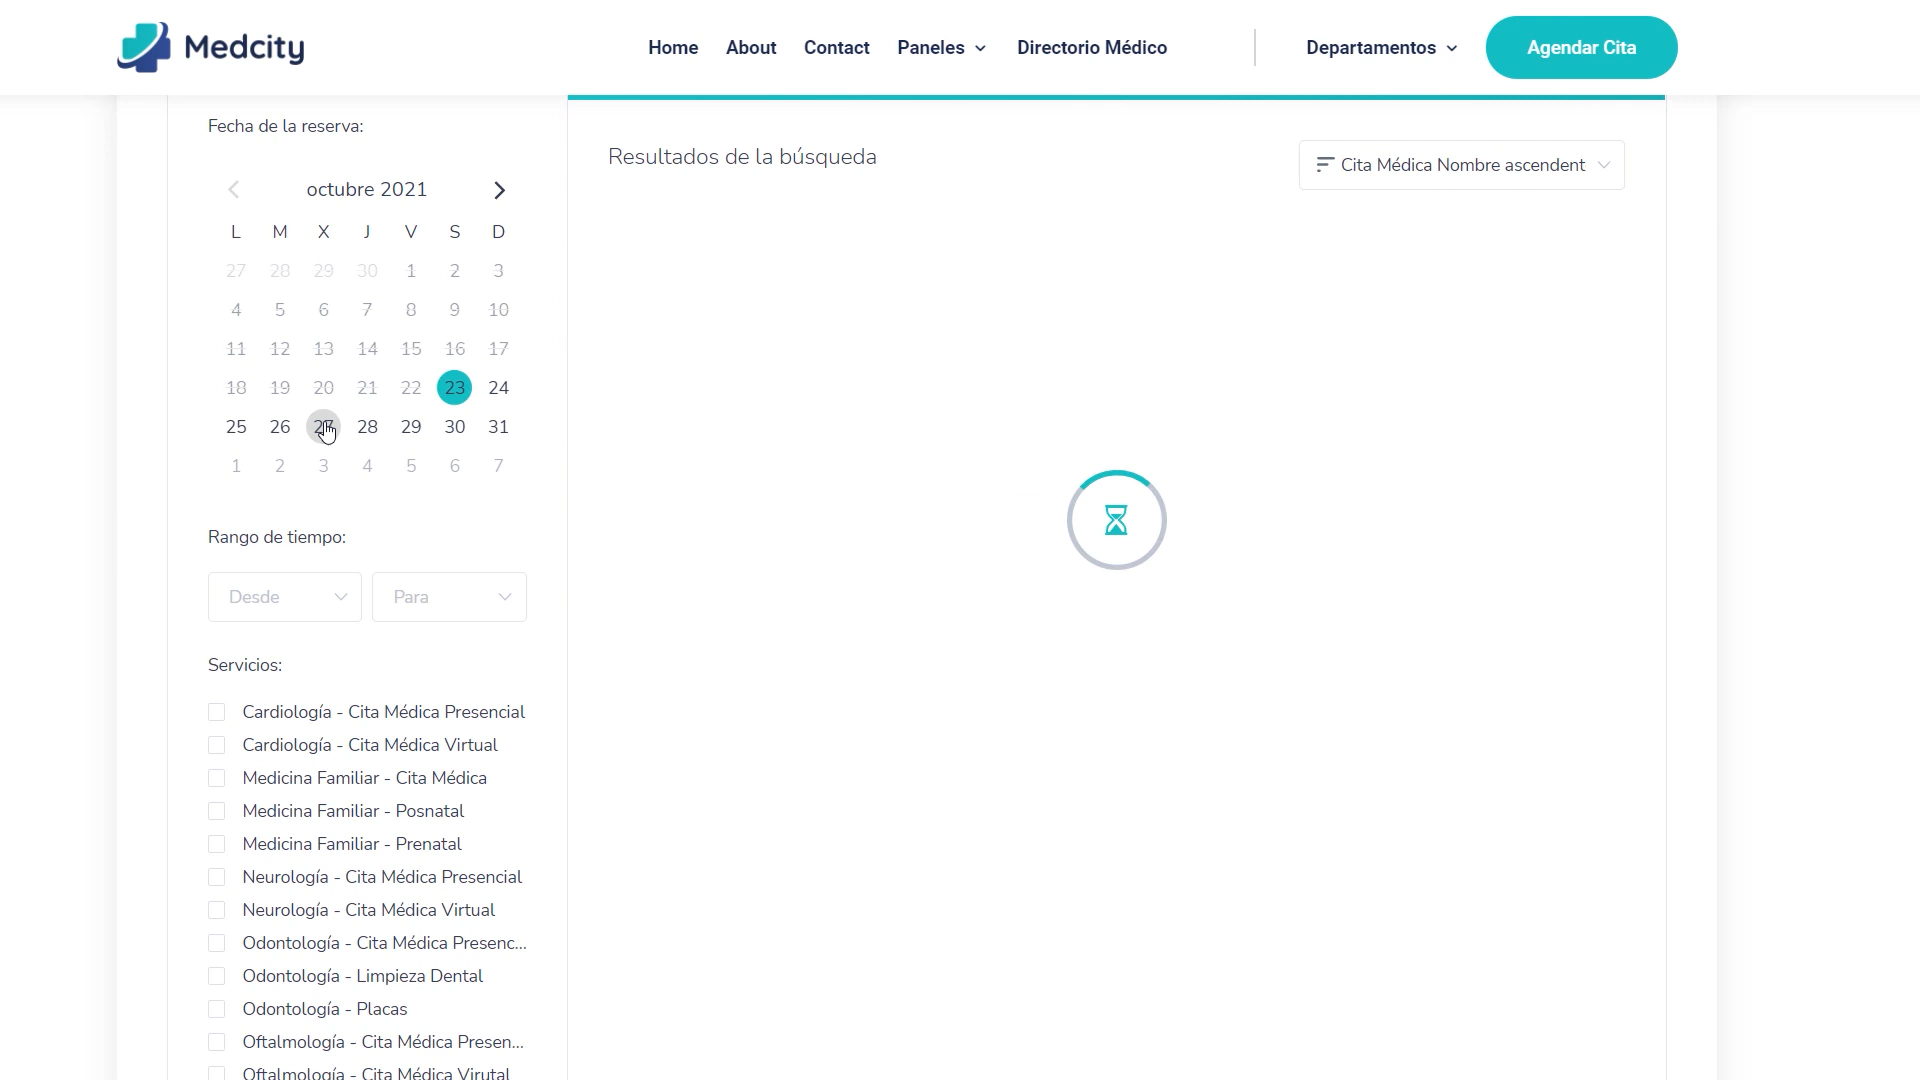 Medcity
Home About Contact Paneles Directorio Médico Departamentos Agendar Cita
Fecha de la reserva:
octubre 2021
L M X J V S D
27 28 29 30 1 2 3
4 5 6 7 8 9 10
11 12 13 14 15 16 17
18 19 20 21 22 23 24
25 26 27 28 29 30 31
1 2 3 4 5 6 7
Rango de tiempo:
Desde Para
Servicios:
Cardiología - Cita Médica Presencial
Cardiología - Cita Médica Virtual
Medicina Familiar - Cita Médica
Medicina Familiar - Posnatal
Medicina Familiar - Prenatal
Neurología - Cita Médica Presencial
Neurología - Cita Médica Virtual
Odontología - Cita Médica Presenc...
Odontología - Limpieza Dental
Odontología - Placas
Oftalmología - Cita Médica Presen...
Oftalmología - Cita Médica Virutal
Resultados de la búsqueda
Cita Médica Nombre ascendent